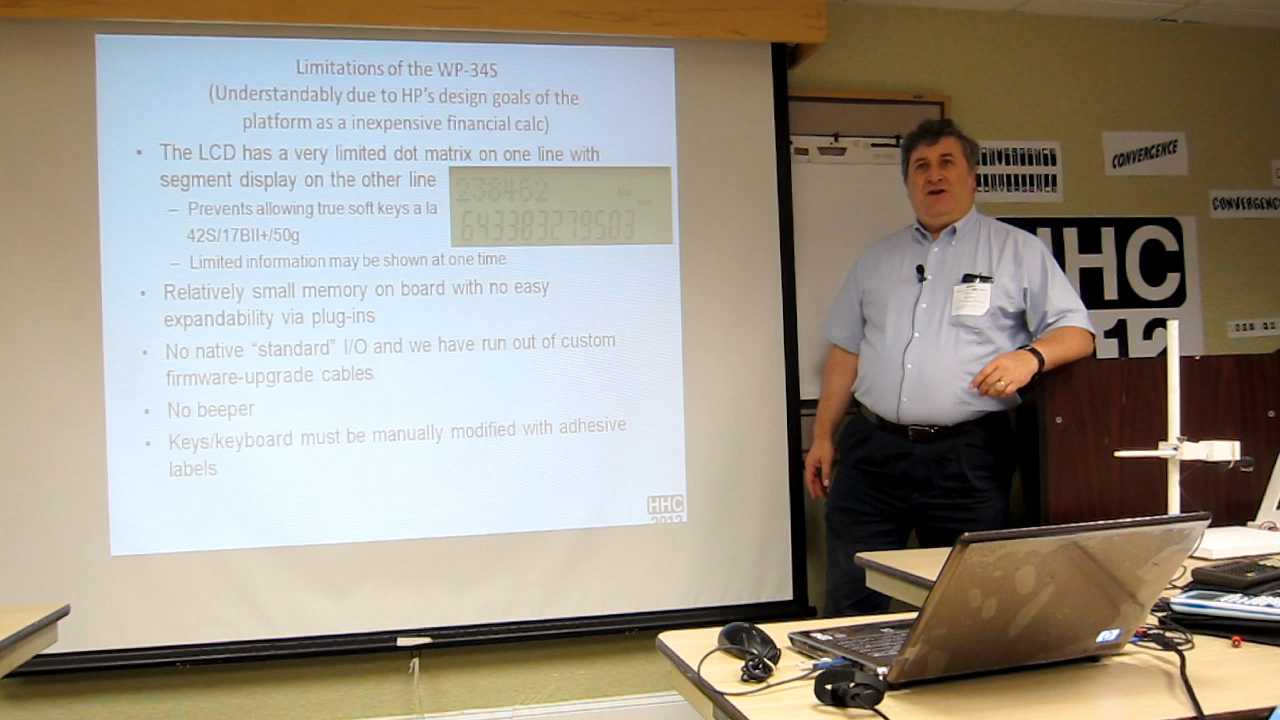 Limitations of the WP-34S
(Understandably due to HP's design goals of the
platform as a inexpensive financial calc)
• The LCD has a very limited dot matrix on one line with
segment display on the other line
– Prevents allowing true soft keys a la
42S/17BII+/50g
– Limited information may be shown at one time
238462
643383279503
• Relatively small memory on board with no easy
expandability via plug-ins
• No native "standard" I/O and we have run out of custom
firmware-upgrade cables
• No beeper
• Keys/keyboard must be manually modified with adhesive
labels
HHC
2012
CONVERGENCE
CONVERGENCE
HHC
2012
hp